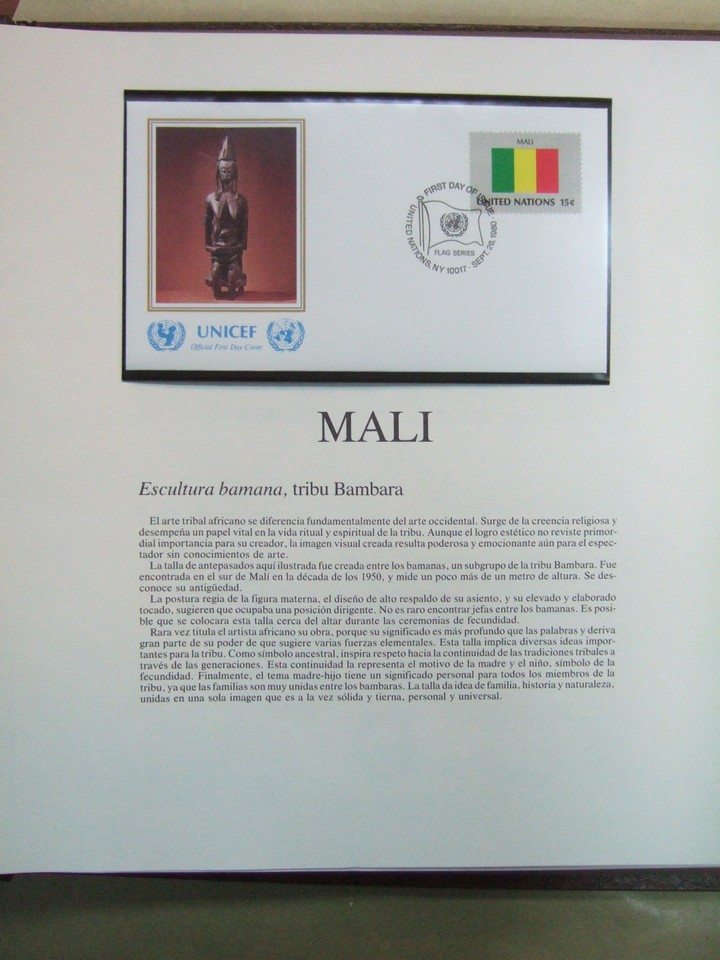 MALI
UNITED NATIONS 15¢
FIRST DAY OF ISSUE
UNITED NATIONS, NY 10017 - SEPT. 26, 1980
FLAG SERIES
UNICEF
Official First Day Cover
MALI
Escultura bamana, tribu Bambara
El arte tribal africano se diferencia fundamentalmente del arte occidental. Surge de la creencia religiosa y
desempeña un papel vital en la vida ritual y espiritual de la tribu. Aunque el logro estético no reviste primor-
dial importancia para su creador, la imagen visual creada resulta poderosa y emocionante aún para el espec-
tador sin conocimientos de arte.
La talla de antepasados aquí ilustrada fue creada entre los bamanas, un subgrupo de la tribu Bambara. Fue
encontrada en el sur de Malí en la década de los 1950, y mide un poco más de un metro de altura. Se des-
conoce su antigüedad.
La postura regia de la figura materna, el diseño de alto respaldo de su asiento, y su elevado y elaborado
tocado, sugieren que ocupaba una posición dirigente. No es raro encontrar jefas entre los bamanas. Es posi-
ble que se colocara esta talla cerca del altar durante las ceremonias de fecundidad.
Rara vez titula el artista africano su obra, porque su significado es más profundo que las palabras y deriva
gran parte de su poder de que sugiere varias fuerzas elementales. Esta talla implica diversas ideas impor-
tantes para la tribu. Como símbolo ancestral, inspira respeto hacia la continuidad de las tradiciones tribales a
través de las generaciones. Esta continuidad la representa el motivo de la madre y el niño, símbolo de la
fecundidad. Finalmente, el tema madre-hijo tiene un significado personal para todos los miembros de la
tribu, ya que las familias son muy unidas entre los bambaras. La talla da idea de familia, historia y naturaleza,
unidas en una sola imagen que es a la vez sólida y tierna, personal y universal.